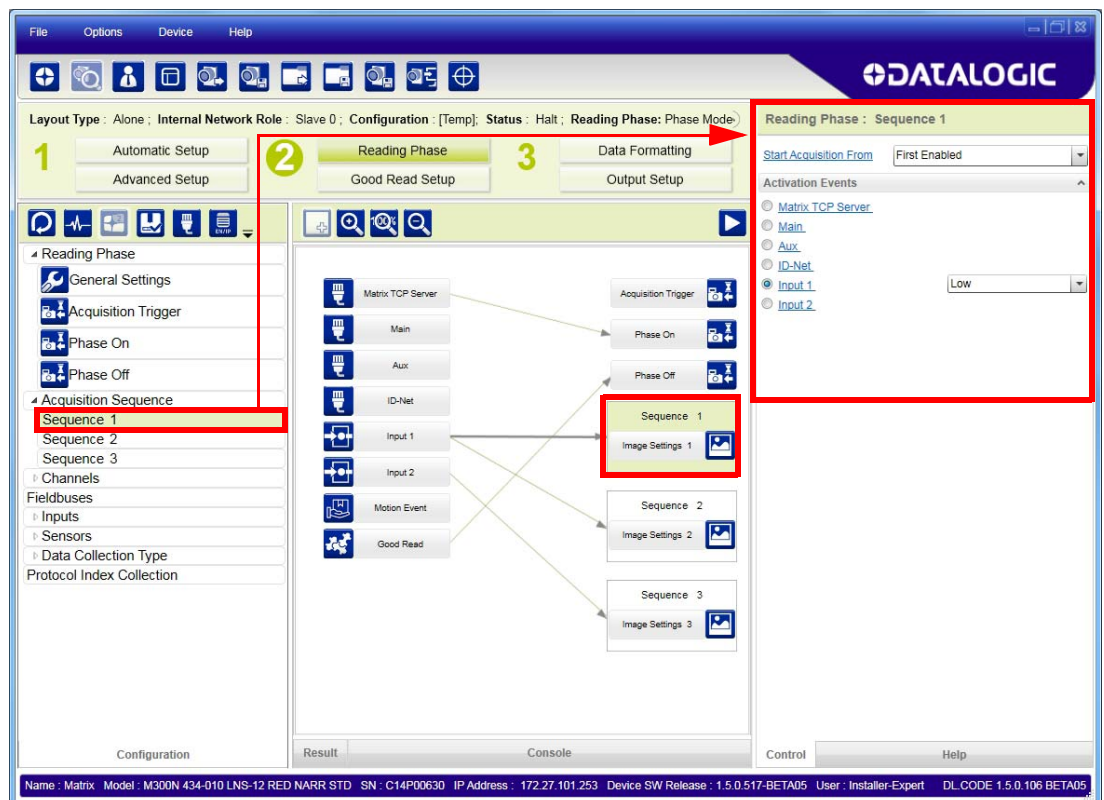 File Options Device Help
DATALOGIC
Layout Type : Alone ; Internal Network Role : Slave 0 ; Configuration : [Temp]; Status : Halt ; Reading Phase: Phase Mode
1
Automatic Setup
Advanced Setup
2
Reading Phase
Good Read Setup
3
Data Formatting
Output Setup
EN/IP
Reading Phase
General Settings
Acquisition Trigger
Phase On
Phase Off
Acquisition Sequence
Sequence 1
Sequence 2
Sequence 3
Channels
Fieldbuses
Inputs
Sensors
Data Collection Type
Protocol Index Collection
Configuration
100%
Matrix TCP Server
Main
Aux
ID-Net
Input 1
Input 2
Motion Event
Good Read
Acquisition Trigger
Phase On
Phase Off
Sequence 1
Image Settings 1
Sequence 2
Image Settings 2
Sequence 3
Image Settings 3
Result Console
Reading Phase : Sequence 1
Start Acquisition From First Enabled
Activation Events
Matrix TCP Server
Main
Aux
ID-Net
Input 1 Low
Input 2
Control Help
Name : Matrix Model : M300N 434-010 LNS-12 RED NARR STD SN : C14P00630 IP Address : 172.27.101.253 Device SW Release : 1.5.0.517-BETA05 User : Installer-Expert DL.CODE 1.5.0.106 BETA05